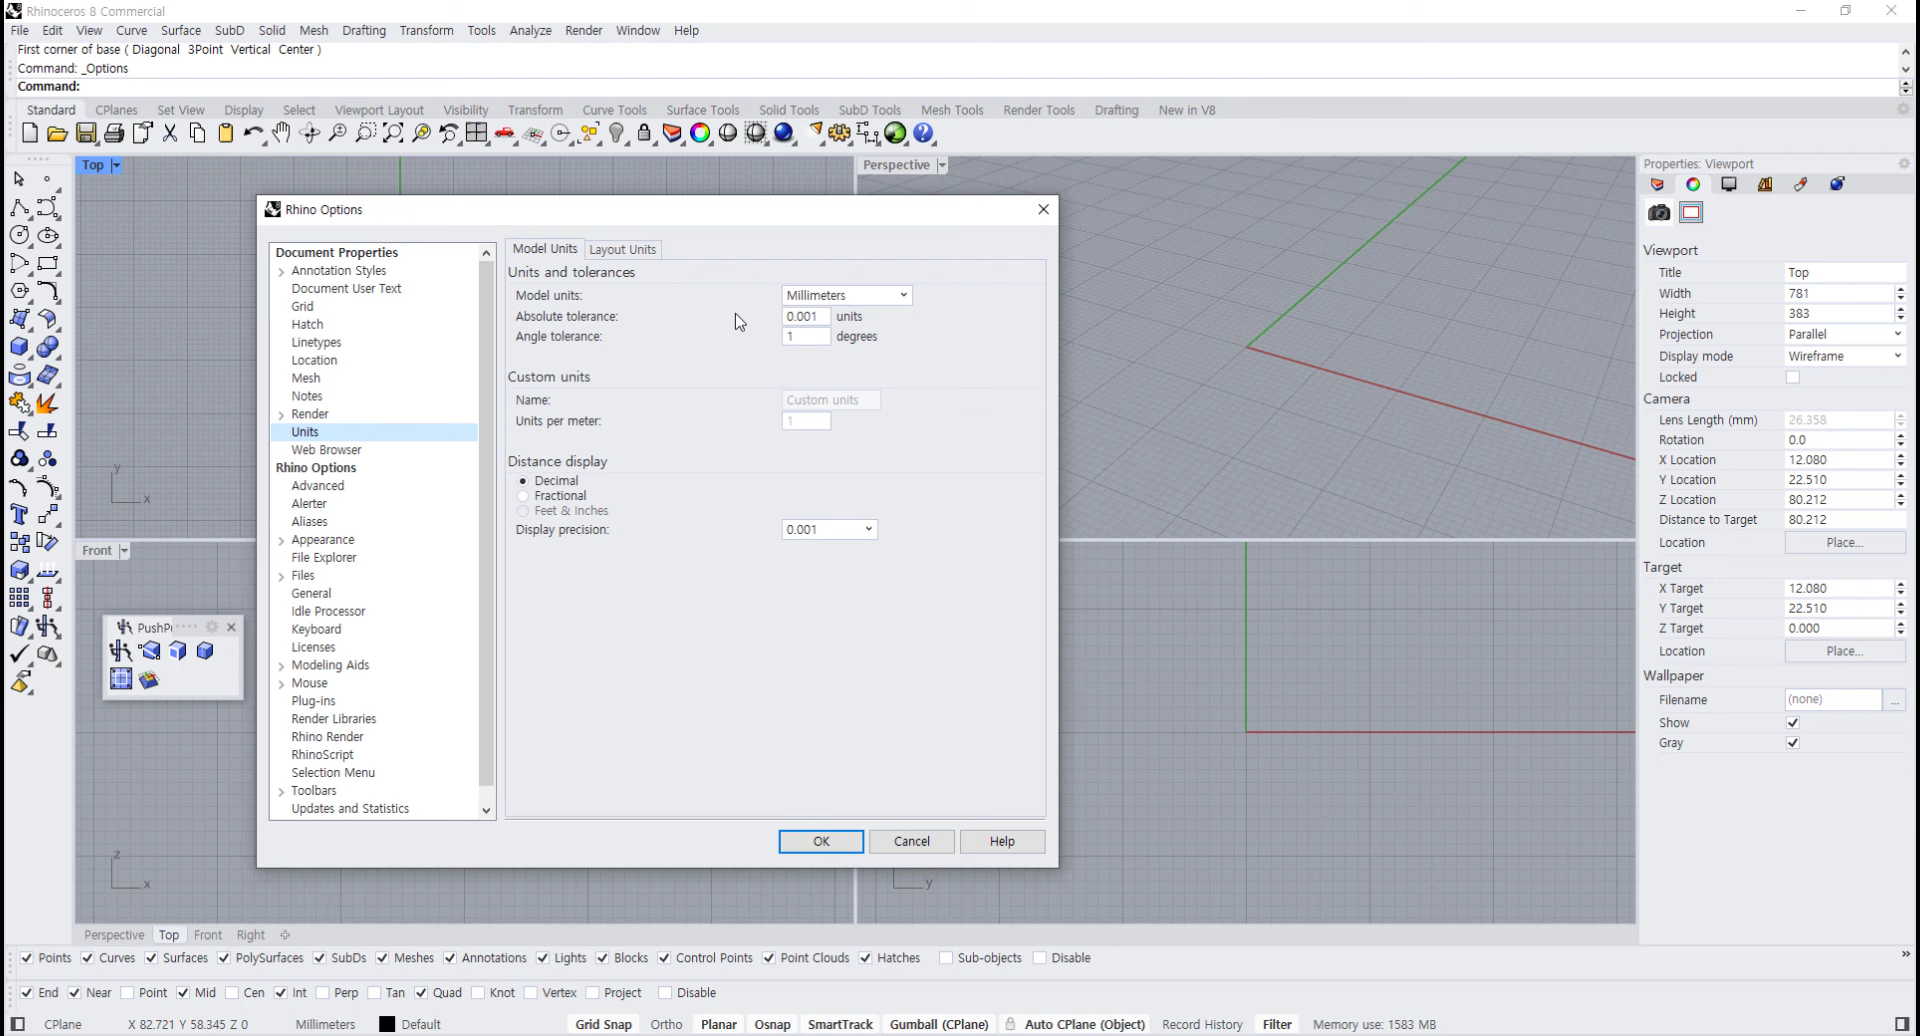 Rhinoceros 8 Commercial
File Edit View Curve Surface SubD Solid Mesh Drafting Transform Tools Analyze Render Window Help
First corner of base ( Diagonal 3Point Vertical Center )
Command: _Options
Command:
Standard CPlanes Set View Display Select Viewport Layout Visibility Transform Curve Tools Surface Tools Solid Tools SubD Tools Mesh Tools Render Tools Drafting New in V8
Top
Perspective
Rhino Options
Document Properties
Annotation Styles
Document User Text
Grid
Hatch
Linetypes
Location
Mesh
Notes
Render
Units
Web Browser
Rhino Options
Advanced
Alerter
Aliases
Appearance
File Explorer
Files
General
Idle Processor
Keyboard
Licenses
Modeling Aids
Mouse
Plug-ins
Render Libraries
Rhino Render
RhinoScript
Selection Menu
Toolbars
Updates and Statistics
Model Units Layout Units
Units and tolerances
Model units: Millimeters
Absolute tolerance: 0.001 units
Angle tolerance: 1 degrees
Custom units
Name: Custom units
Units per meter: 1
Distance display
Decimal
Fractional
Feet & Inches
Display precision: 0.001
OK Cancel Help
y
x
Front
PushPu
z
x
y
Properties: Viewport
Viewport
Title Top
Width 781
Height 383
Projection Parallel
Display mode Wireframe
Locked
Camera
Lens Length (mm) 26.358
Rotation 0.0
X Location 12.080
Y Location 22.510
Z Location 80.212
Distance to Target 80.212
Location Place...
Target
X Target 12.080
Y Target 22.510
Z Target 0.000
Location Place...
Wallpaper
Filename (none) ...
Show
Gray
Perspective Top Front Right
Points Curves Surfaces PolySurfaces SubDs Meshes Annotations Lights Blocks Control Points Point Clouds Hatches Sub-objects Disable
End Near Point Mid Cen Int Perp Tan Quad Knot Vertex Project Disable
CPlane X 82.721 Y 58.345 Z 0 Millimeters Default Grid Snap Ortho Planar Osnap SmartTrack Gumball (CPlane) Auto CPlane (Object) Record History Filter Memory use: 1583 MB